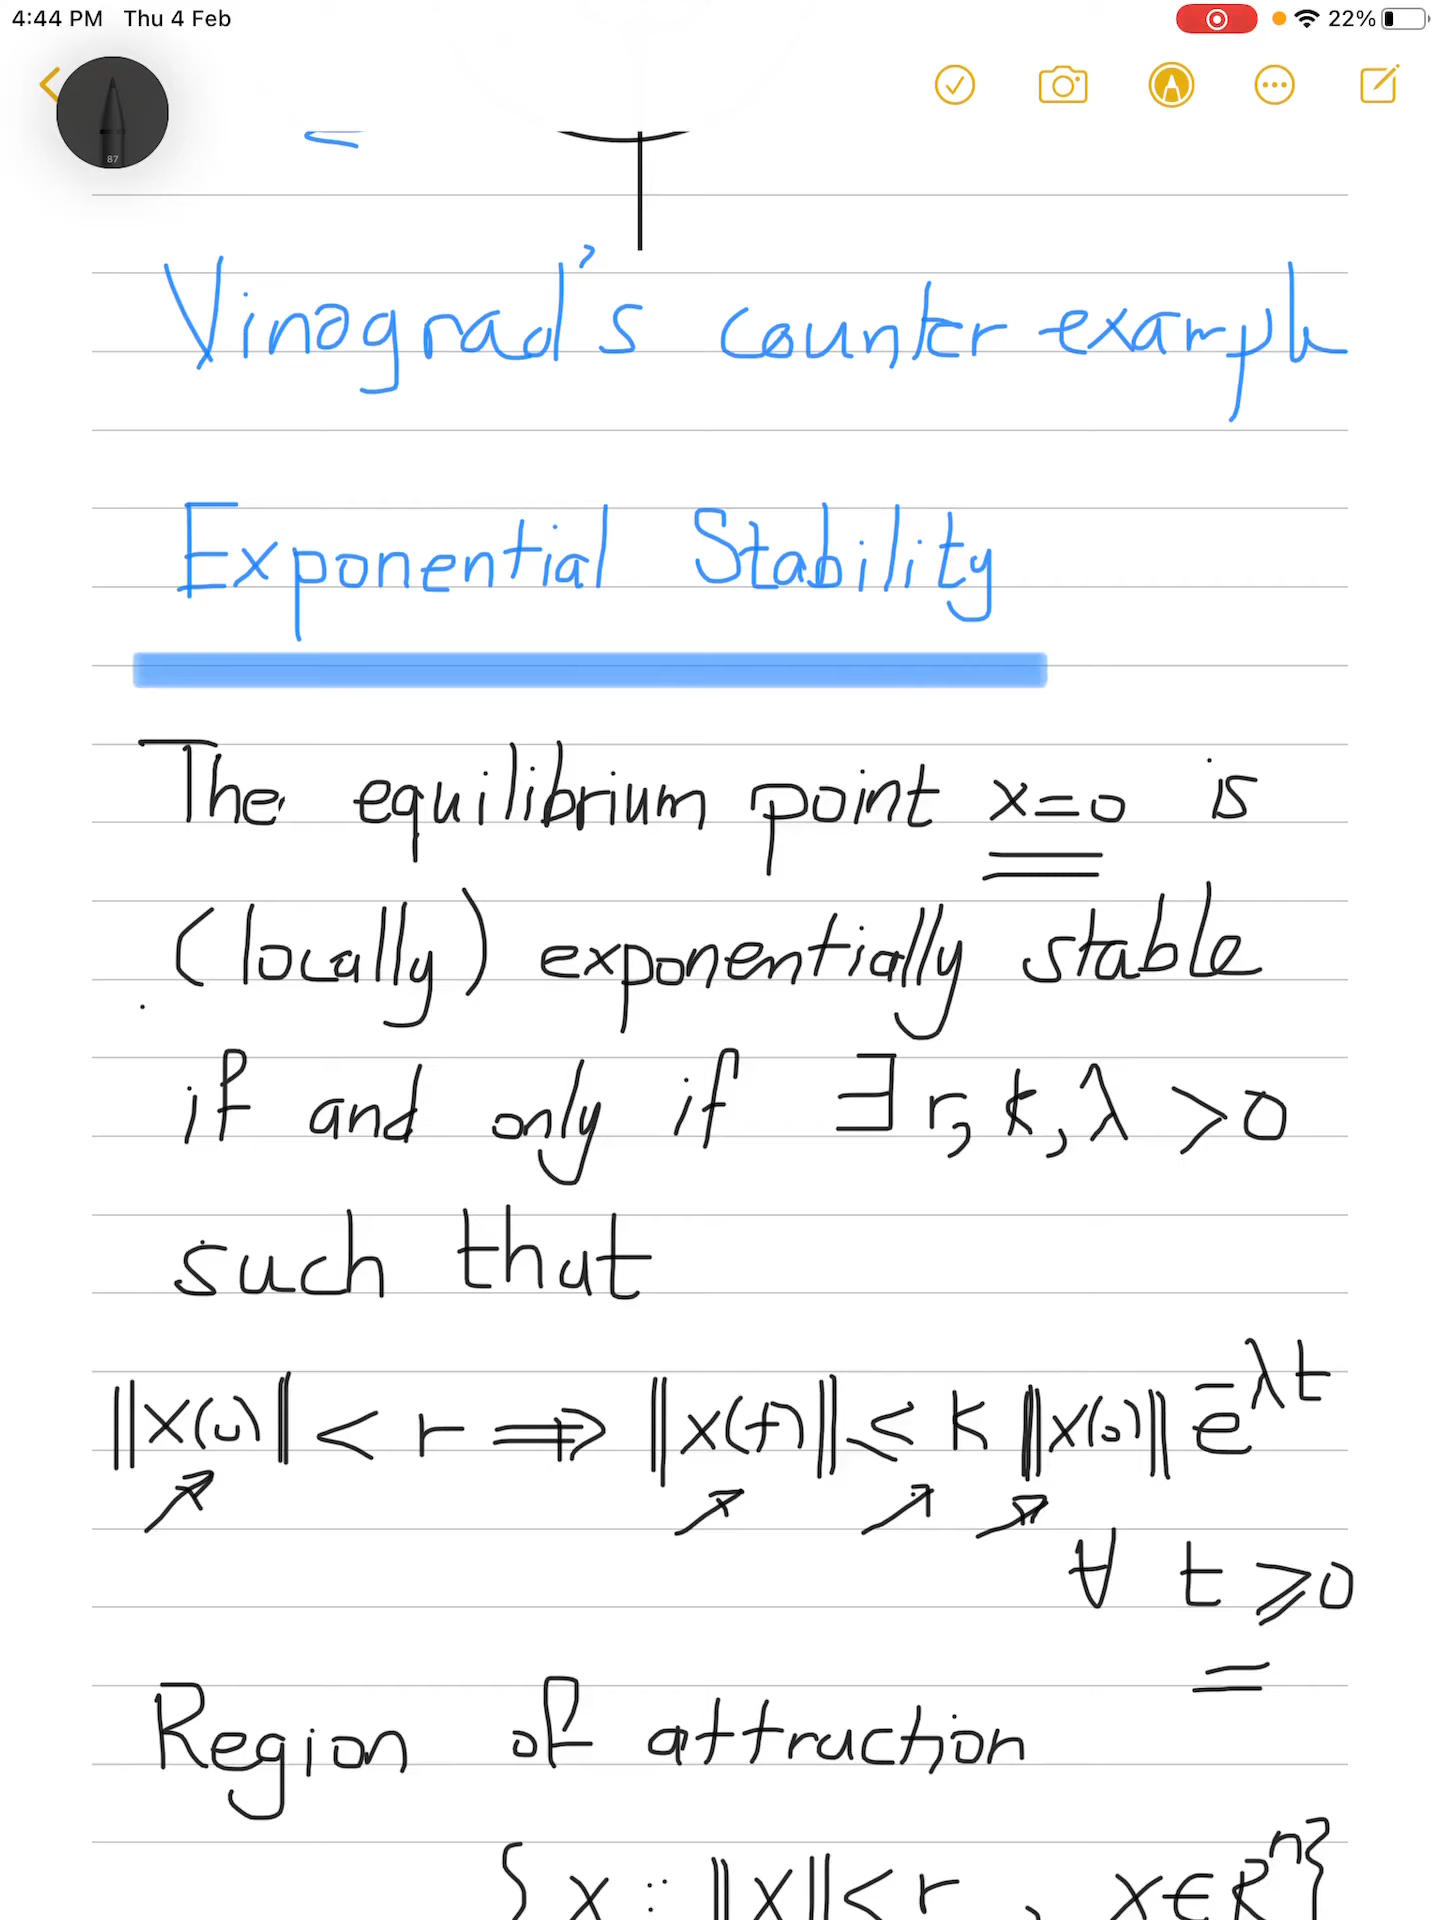 4:44 PM Thu 4 Feb 22%
87
Vinograd's counter example
Exponential Stability
The equilibrium point x=0 is
(locally) exponentially stable
if and only if ∃ r, k, λ >0
such that
||x(0)|| < r ⟹ ||x(t)|| ≤ k ||x(0)|| e^{-λt}
∀ t ≥0
Region of attraction
{x : ||x|| < r , x∈R^n}